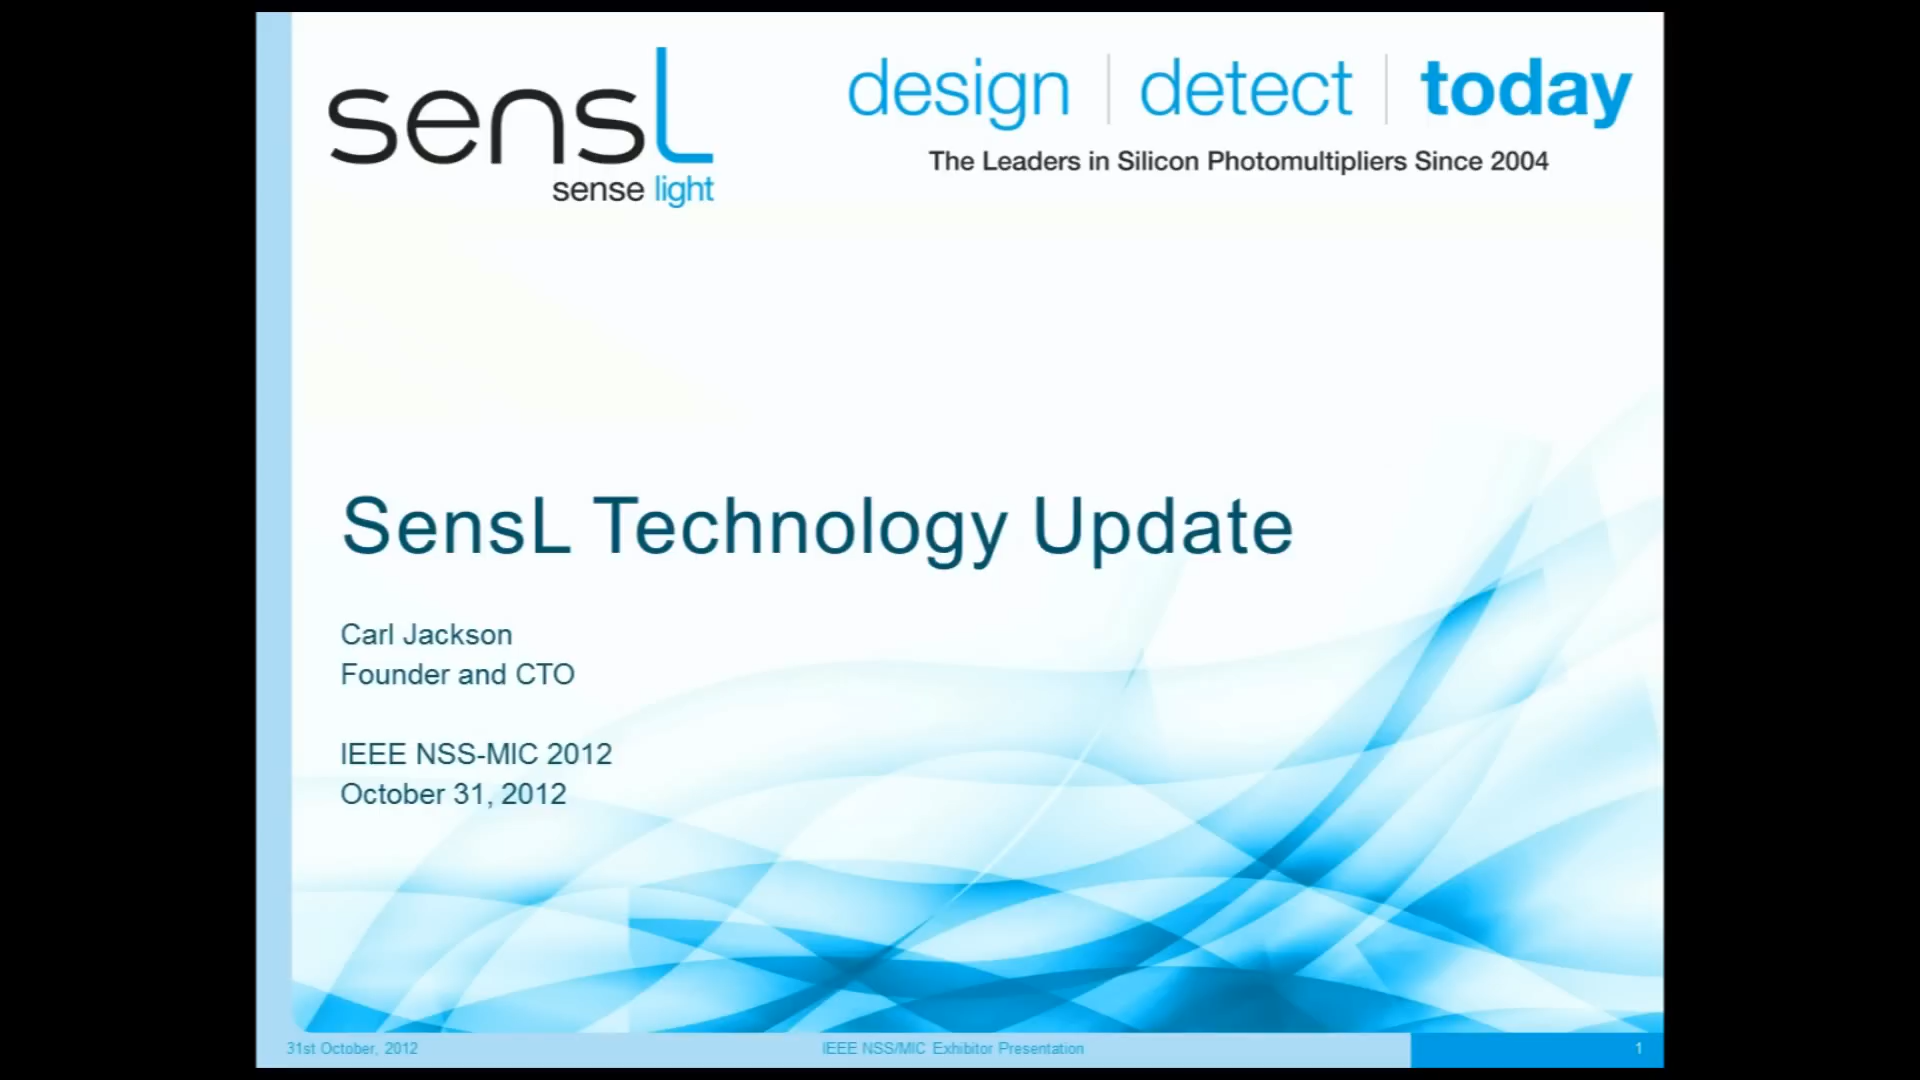 sensL
sense light
design | detect | today
The Leaders in Silicon Photomultipliers Since 2004
SensL Technology Update
Carl Jackson
Founder and CTO
IEEE NSS-MIC 2012
October 31, 2012
31st October, 2012
IEEE NSS/MIC Exhibitor Presentation
1